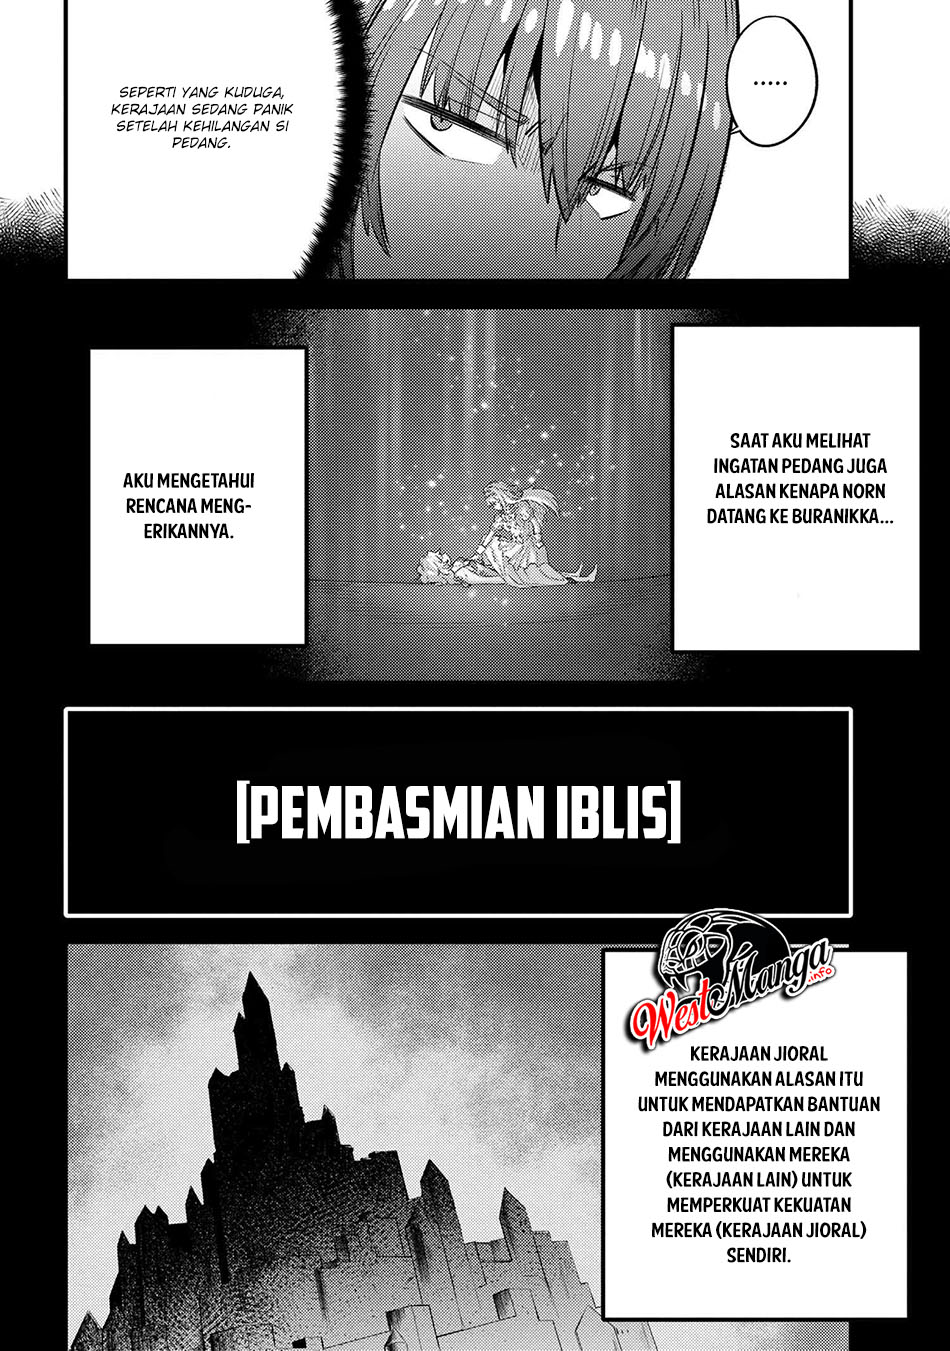 .....
SEPERTI YANG KUDUGA,
KERAJAAN SEDANG PANIK
SETELAH KEHILANGAN SI
PEDANG.
SAAT AKU MELIHAT
INGATAN PEDANG JUGA
ALASAN KENAPA NORN
DATANG KE BURANIKKA...
AKU MENGETAHUI
RENCANA MENG-
ERIKANNYA.
[PEMBASMIAN IBLIS]
WestManga
.info
KERAJAAN JIORAL
MENGGUNAKAN ALASAN ITU
UNTUK MENDAPATKAN BANTUAN
DARI KERAJAAN LAIN DAN
MENGGUNAKAN MEREKA
(KERAJAAN LAIN) UNTUK
MEMPERKUAT KEKUATAN
MEREKA (KERAJAAN JIORAL)
SENDIRI.